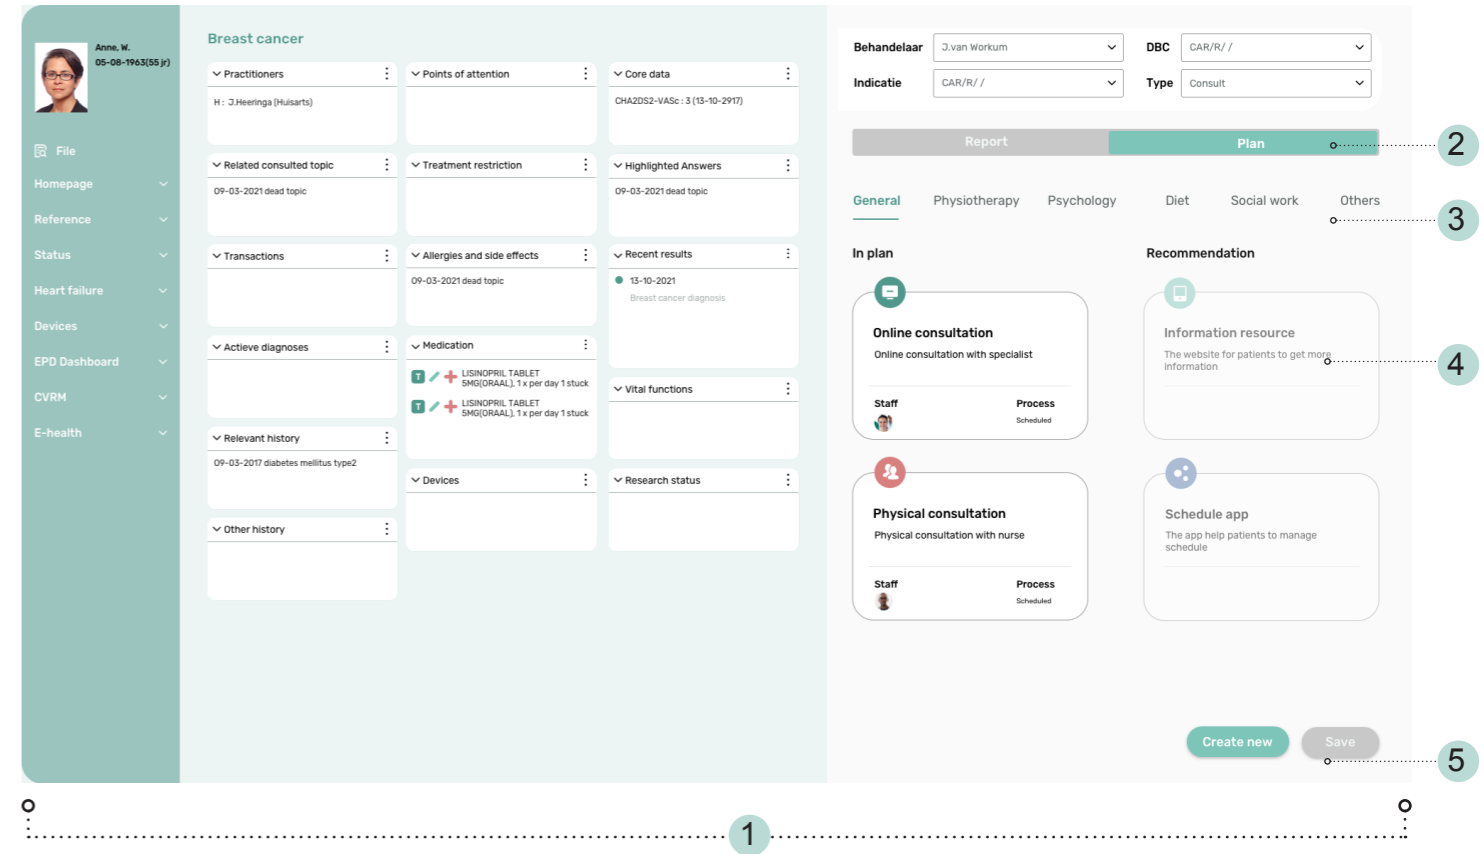 Anne, W.
05-08-1963(55 jr)
File
Homepage
Reference
Status
Heart failure
Devices
EPD Dashboard
CVRM
E-health
Breast cancer
Practitioners
H : J.Heeringa (Huisarts)
Related consulted topic
09-03-2021 dead topic
Transactions
Actieve diagnoses
Relevant history
09-03-2017 diabetes mellitus type2
Other history
Points of attention
Treatment restriction
Allergies and side effects
09-03-2021 dead topic
Medication
T LISINOPRIL TABLET
5MG(ORAAL), 1 x per day 1 stuck
T LISINOPRIL TABLET
5MG(ORAAL), 1 x per day 1 stuck
Devices
Core data
CHA2DS2-VASc : 3 (13-10-2917)
Highlighted Answers
09-03-2021 dead topic
Recent results
13-10-2021
Breast cancer diagnosis
Vital functions
Research status
Behandelaar J.van Workum DBC CAR/R/ /
Indicatie CAR/R/ / Type Consult
Report Plan
2
General Physiotherapy Psychology Diet Social work Others
3
In plan
Online consultation
Online consultation with specialist
Staff Process
Scheduled
Physical consultation
Physical consultation with nurse
Staff Process
Scheduled
Recommendation
Information resource
The website for patients to get more
information
4
Schedule app
The app help patients to manage
schedule
Create new Save
5
1